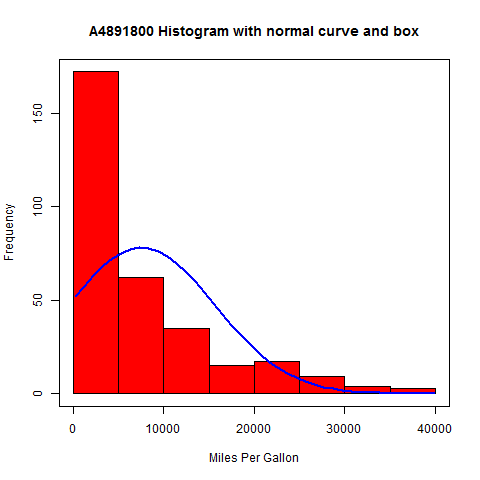 A4891800 Histogram with normal curve and box
Frequency
150
100
50
0
0 10000 20000 30000 40000
Miles Per Gallon